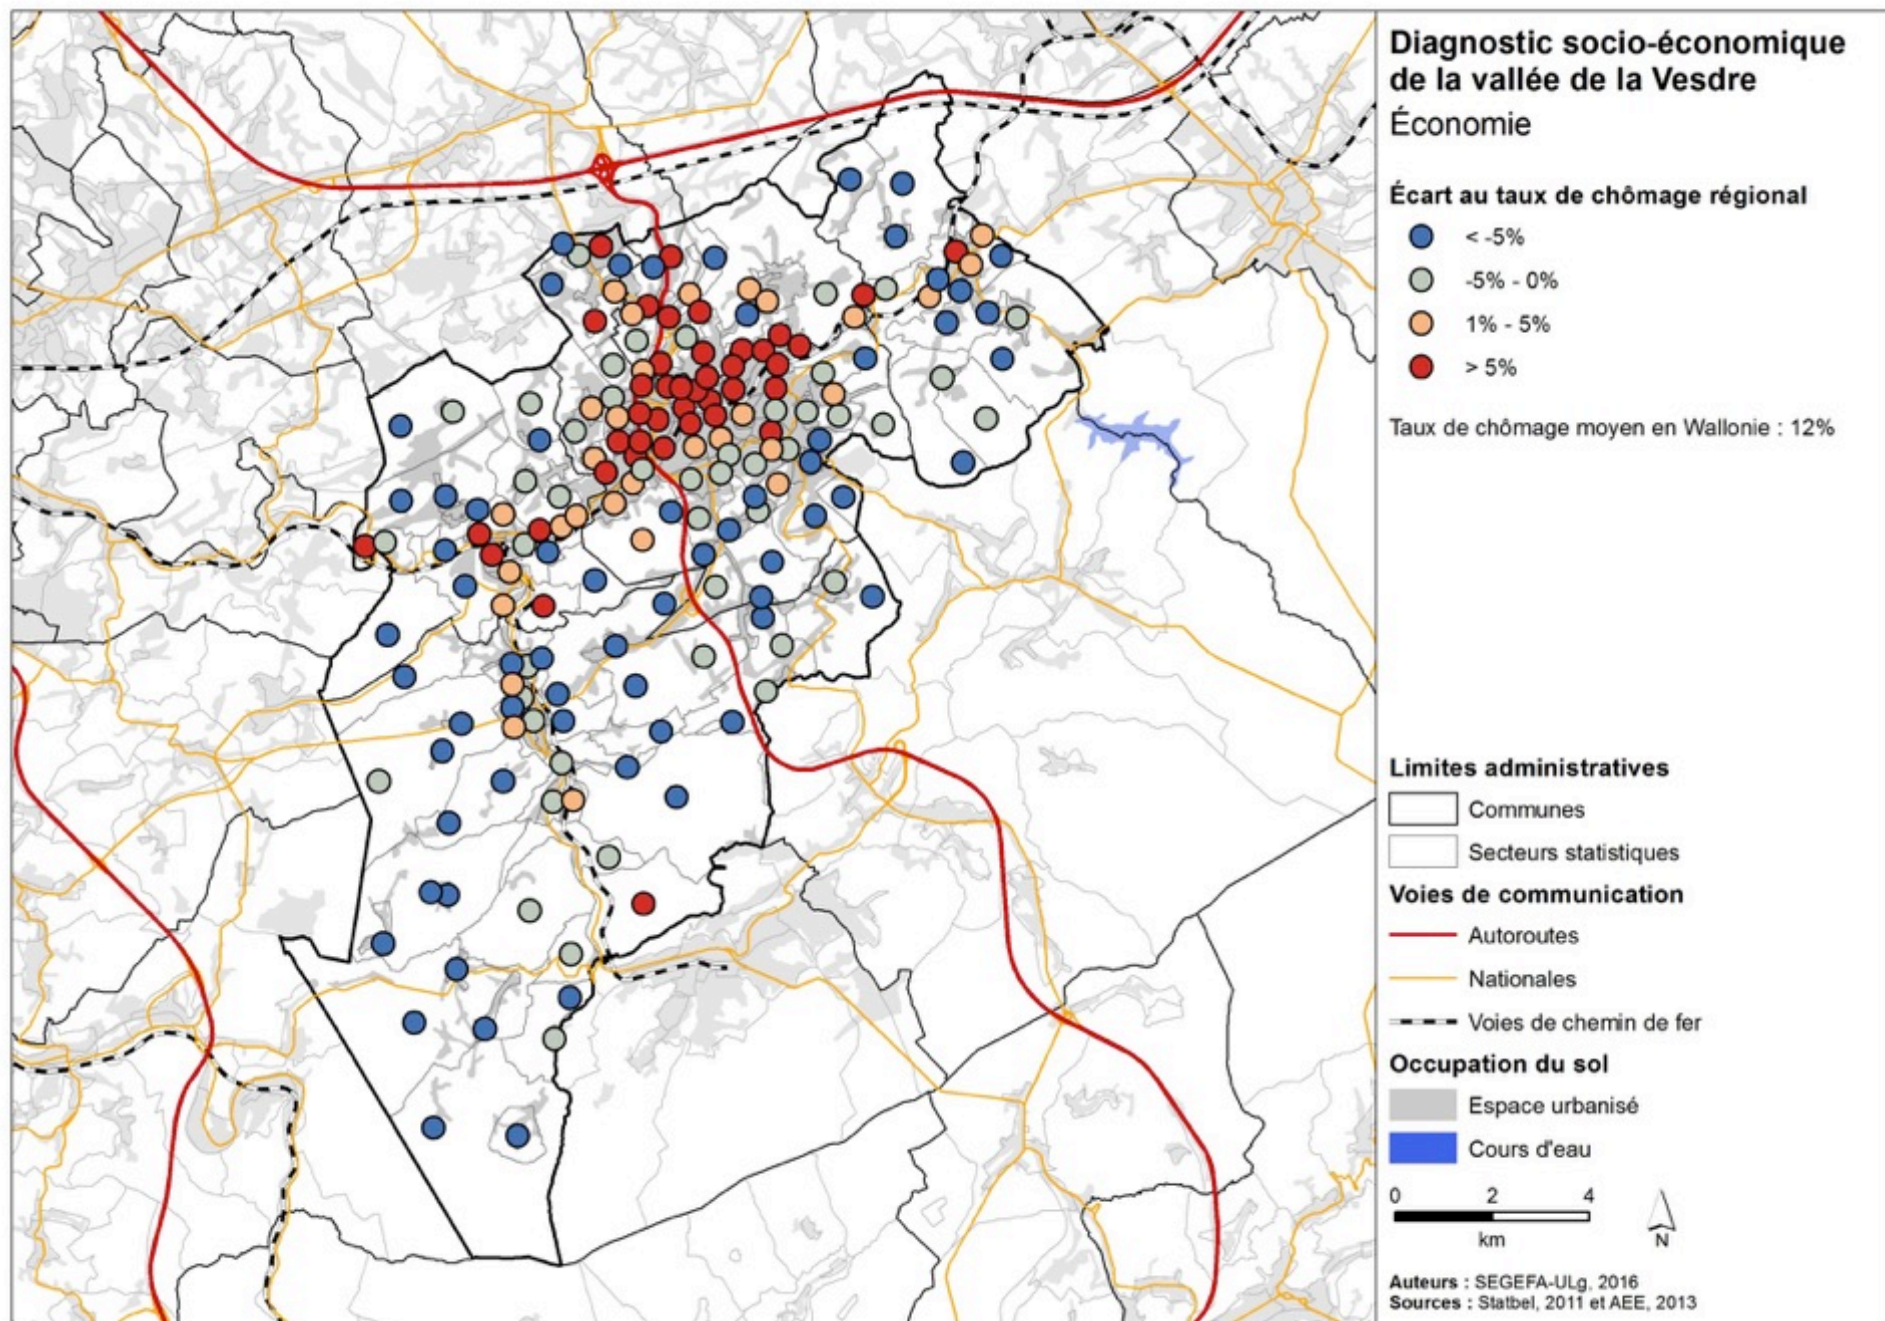 Diagnostic socio-économique
de la vallée de la Vesdre
Économie
Écart au taux de chômage régional
< -5%
-5% - 0%
1% - 5%
> 5%
Taux de chômage moyen en Wallonie : 12%
Limites administratives
Communes
Secteurs statistiques
Voies de communication
Autoroutes
Nationales
Voies de chemin de fer
Occupation du sol
Espace urbanisé
Cours d'eau
0 2 4
km
N
Auteurs : SEGEFA-ULg, 2016
Sources : Statbel, 2011 et AEE, 2013